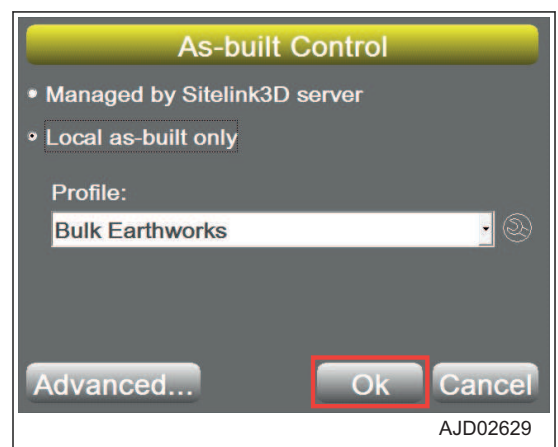 As-built Control
Managed by Sitelink3D server
Local as-built only
Profile:
Bulk Earthworks
Advanced...
Ok
Cancel
AJD02629